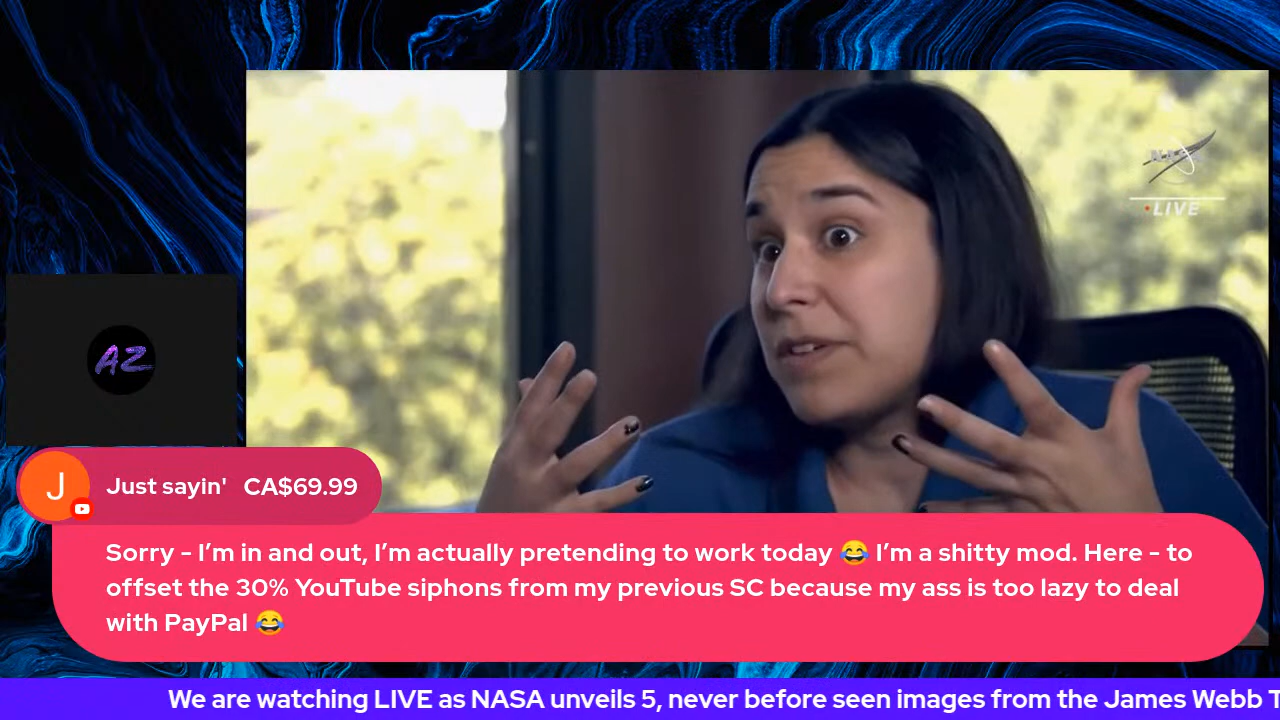 NASA
LIVE
AZ
J
Just sayin' CA$69.99
Sorry - I’m in and out, I’m actually pretending to work today 😂 I’m a shitty mod. Here - to
offset the 30% YouTube siphons from my previous SC because my ass is too lazy to deal
with PayPal 😂
We are watching LIVE as NASA unveils 5, never before seen images from the James Webb T